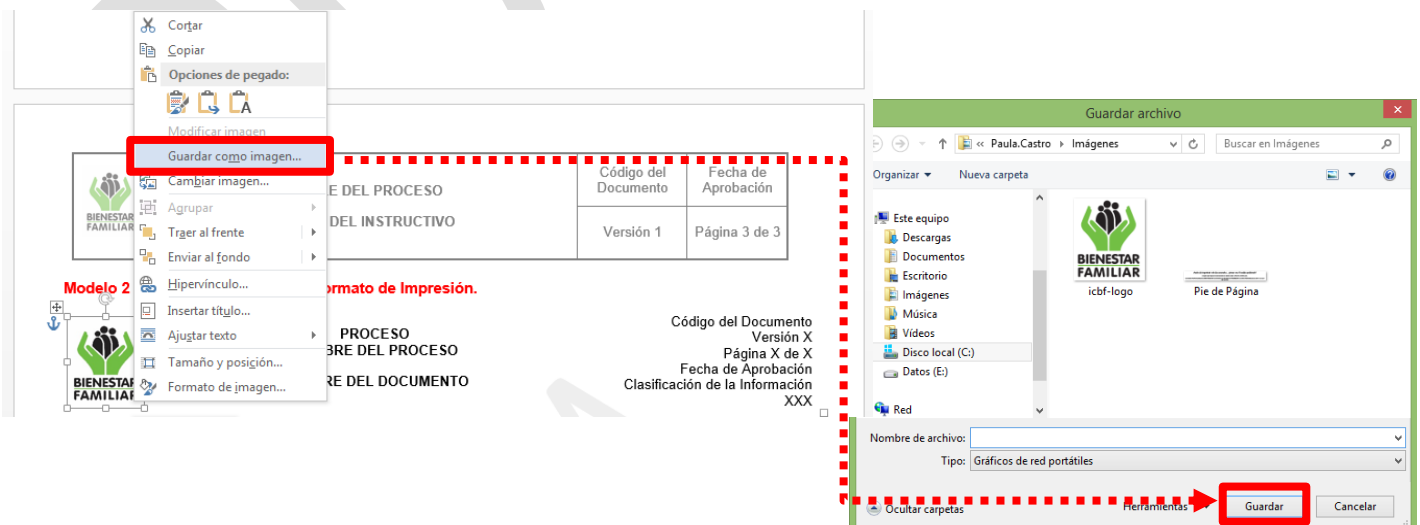 Cortar
Copiar
Opciones de pegado:
Modificar imagen
Guardar como imagen...
Cambiar imagen...
Agrupar
Traer al frente
Enviar al fondo
Hipervínculo...
Insertar título...
Ajustar texto
Tamaño y posición...
Formato de imagen...
BIENESTAR
FAMILIAR
E DEL PROCESO
DEL INSTRUCTIVO
Código del
Documento
Fecha de
Aprobación
Versión 1
Página 3 de 3
Modelo 2
ormato de Impresión.
BIENESTAR
FAMILIAR
PROCESO
BRE DEL PROCESO
RE DEL DOCUMENTO
Código del Documento
Versión X
Página X de X
Fecha de Aprobación
Clasificación de la Información
XXX
Guardar archivo
« Paula.Castro
Imágenes
Buscar en Imágenes
Organizar
Nueva carpeta
Este equipo
Descargas
Documentos
Escritorio
Imágenes
Música
Vídeos
Disco local (C:)
Datos (E:)
Red
BIENESTAR
FAMILIAR
icbf-logo
Pie de Página
Nombre de archivo:
Tipo: Gráficos de red portátiles
Ocultar carpetas
Herramientas
Guardar
Cancelar